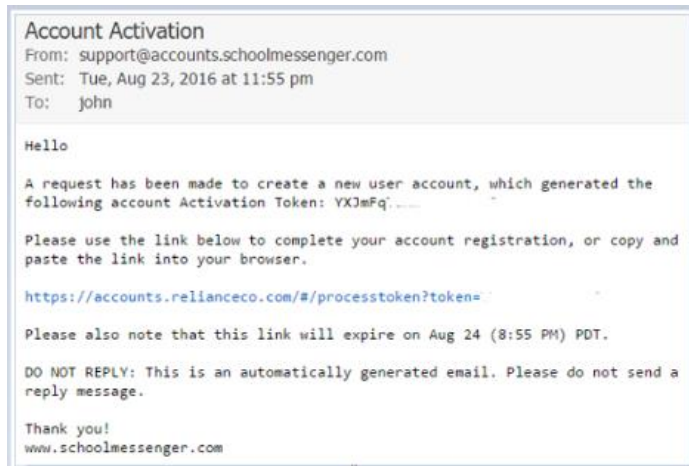 Account Activation
From: support@accounts.schoolmessenger.com
Sent: Tue, Aug 23, 2016 at 11:55 pm
To: john
Hello
A request has been made to create a new user account, which generated the
following account Activation Token: YXJmFq
Please use the link below to complete your account registration, or copy and
paste the link into your browser.
https://accounts.relianceco.com/#/processtoken?token=
Please also note that this link will expire on Aug 24 (8:55 PM) PDT.
DO NOT REPLY: This is an automatically generated email. Please do not send a
reply message.
Thank you!
www.schoolmessenger.com